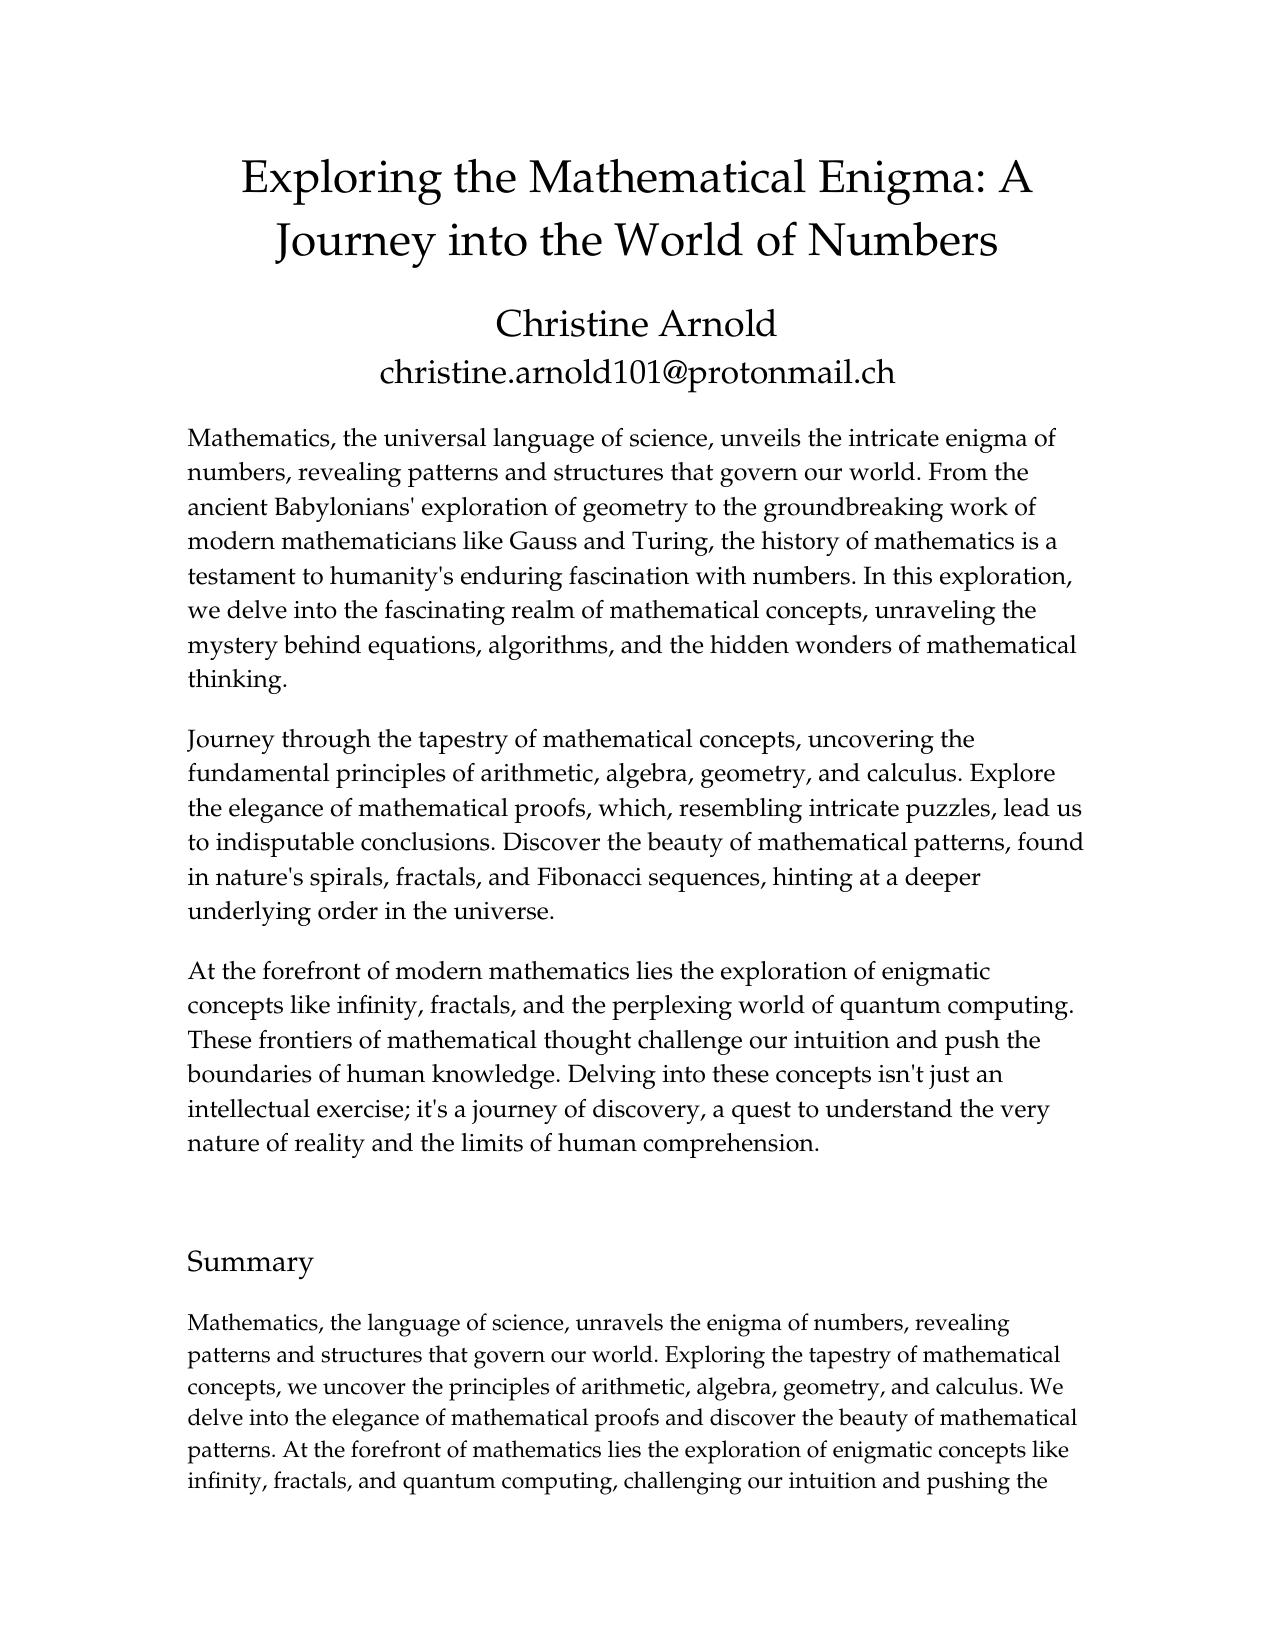 Exploring the Mathematical Enigma: A
Journey into the World of Numbers
Christine Arnold
christine.arnold101@protonmail.ch
Mathematics, the universal language of science, unveils the intricate enigma of
numbers, revealing patterns and structures that govern our world. From the
ancient Babylonians' exploration of geometry to the groundbreaking work of
modern mathematicians like Gauss and Turing, the history of mathematics is a
testament to humanity's enduring fascination with numbers. In this exploration,
we delve into the fascinating realm of mathematical concepts, unraveling the
mystery behind equations, algorithms, and the hidden wonders of mathematical
thinking.
Journey through the tapestry of mathematical concepts, uncovering the
fundamental principles of arithmetic, algebra, geometry, and calculus. Explore
the elegance of mathematical proofs, which, resembling intricate puzzles, lead us
to indisputable conclusions. Discover the beauty of mathematical patterns, found
in nature's spirals, fractals, and Fibonacci sequences, hinting at a deeper
underlying order in the universe.
At the forefront of modern mathematics lies the exploration of enigmatic
concepts like infinity, fractals, and the perplexing world of quantum computing.
These frontiers of mathematical thought challenge our intuition and push the
boundaries of human knowledge. Delving into these concepts isn't just an
intellectual exercise; it's a journey of discovery, a quest to understand the very
nature of reality and the limits of human comprehension.
Summary
Mathematics, the language of science, unravels the enigma of numbers, revealing
patterns and structures that govern our world. Exploring the tapestry of mathematical
concepts, we uncover the principles of arithmetic, algebra, geometry, and calculus. We
delve into the elegance of mathematical proofs and discover the beauty of mathematical
patterns. At the forefront of mathematics lies the exploration of enigmatic concepts like
infinity, fractals, and quantum computing, challenging our intuition and pushing the